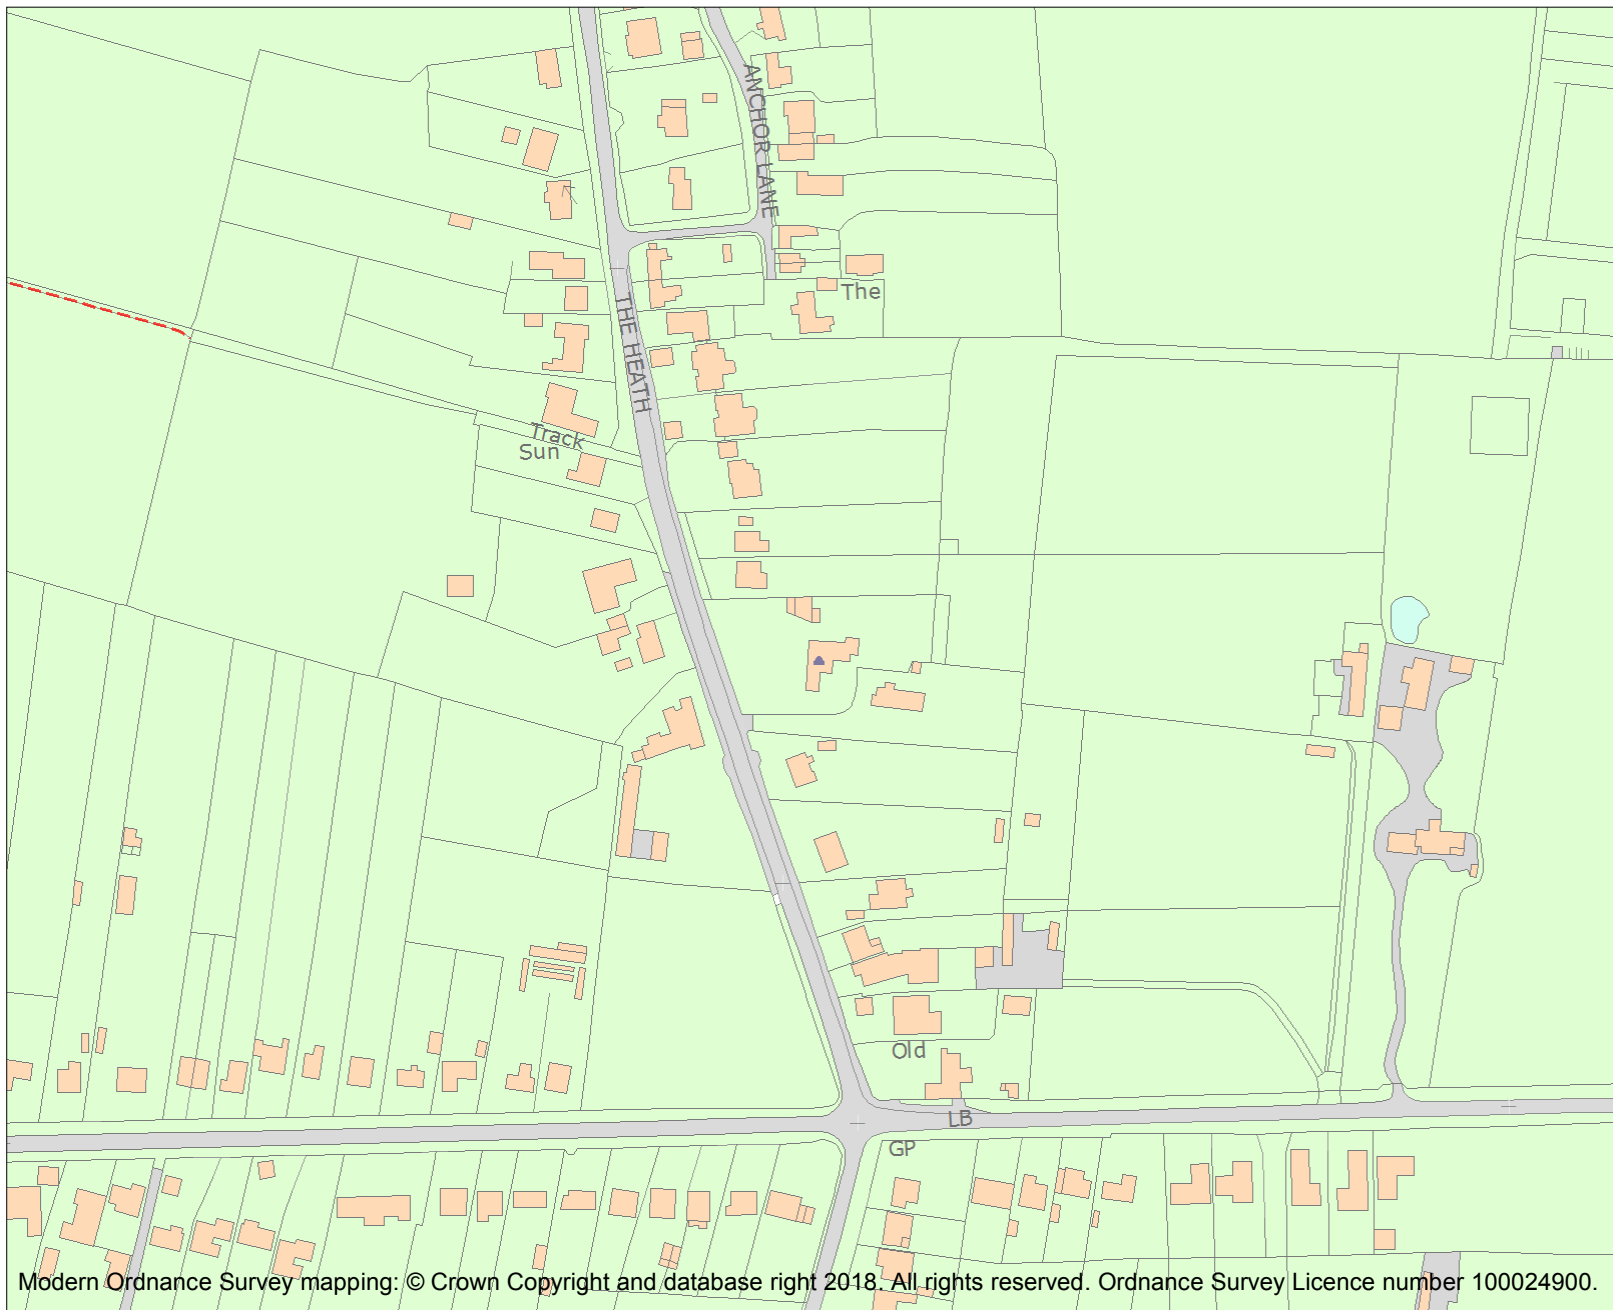 ANCHOR LANE
The
THE HEATH
Track
Sun
Old
LB
GP
Modern Ordnance Survey mapping: © Crown Copyright and database right 2018. All rights reserved. Ordnance Survey Licence number 100024900.